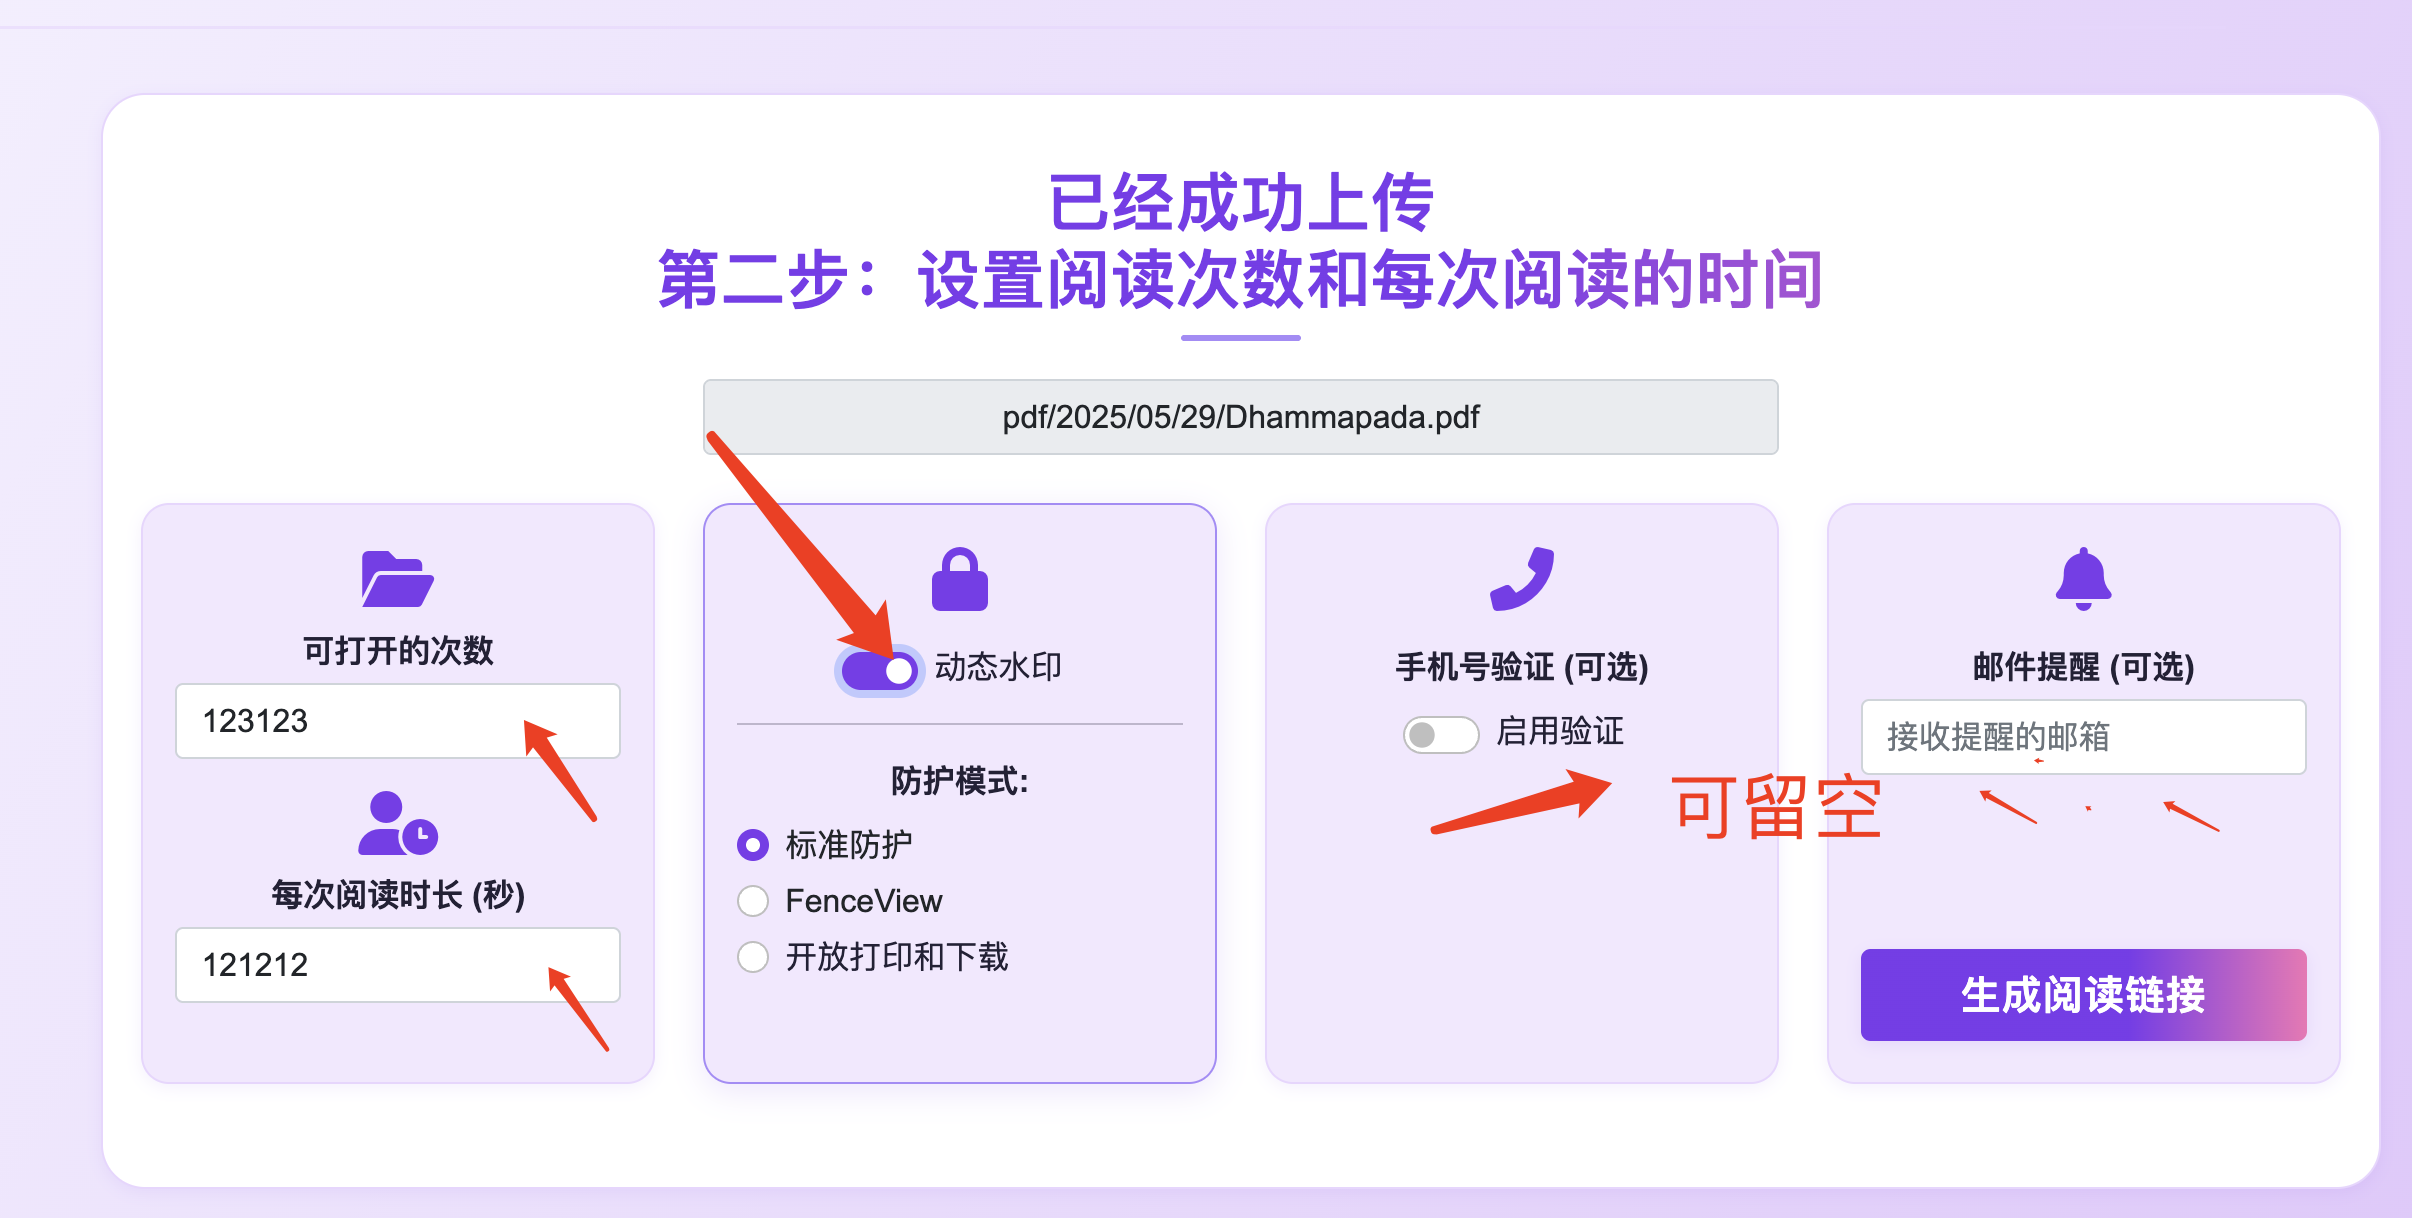 已经成功上传
第二步：设置阅读次数和每次阅读的时间
pdf/2025/05/29/Dhammapada.pdf
可打开的次数
123123
每次阅读时长 (秒)
121212
动态水印
防护模式:
标准防护
FenceView
开放打印和下载
手机号验证 (可选)
启用验证
可留空
邮件提醒 (可选)
接收提醒的邮箱
生成阅读链接